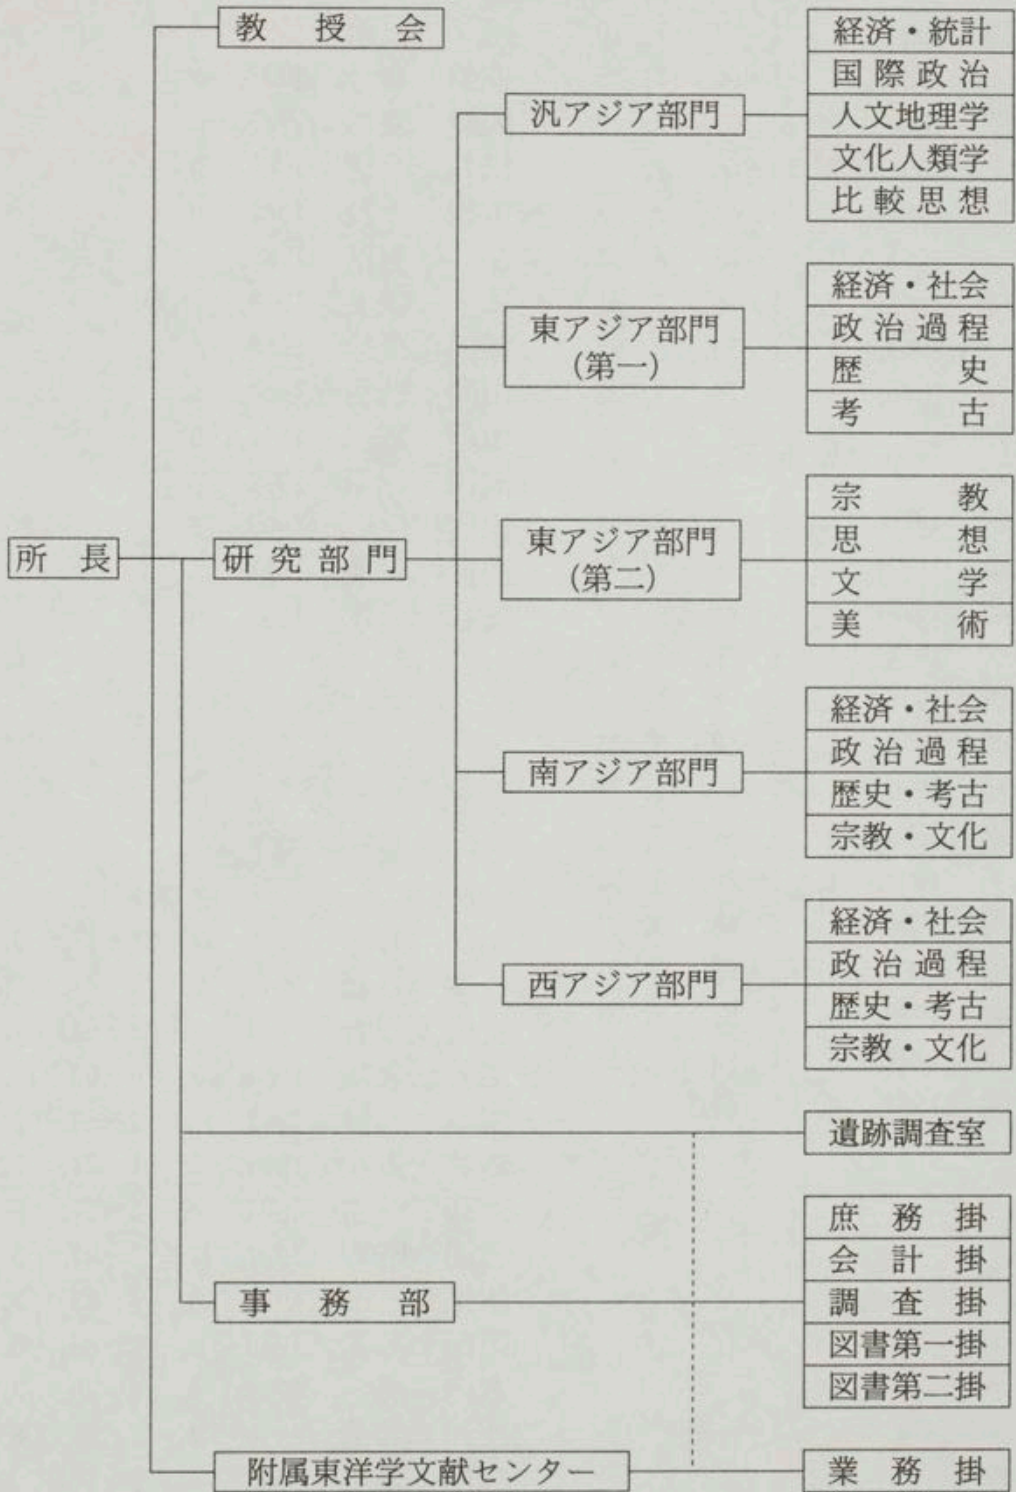 所長
教授会
研究部門
汎アジア部門
経済・統計
国際政治
人文地理学
文化人類学
比較思想
東アジア部門
(第一)
経済・社会
政治過程
歴史
考古
東アジア部門
(第二)
宗教
思想
文学
美術
南アジア部門
経済・社会
政治過程
歴史・考古
宗教・文化
西アジア部門
経済・社会
政治過程
歴史・考古
宗教・文化
遺跡調査室
事務部
庶務掛
会計掛
調査掛
図書第一掛
図書第二掛
附属東洋学文献センター
業務掛